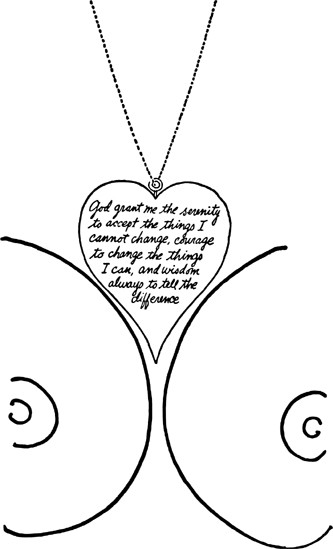 God grant me the serenity
to accept the things I
cannot change, courage
to change the things
I can, and wisdom
always to tell the
difference